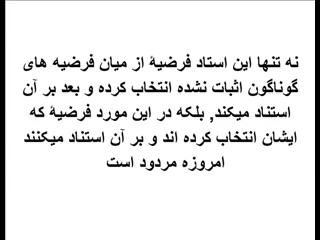 نه تنها این استاد فرضیۀ از میان فرضیه های
گوناگون اثبات نشده انتخاب کرده و بعد بر آن
استناد میکند, بلکه در این مورد فرضیۀ که
ایشان انتخاب کرده اند و بر آن استناد میکنند
امروزه مردود است